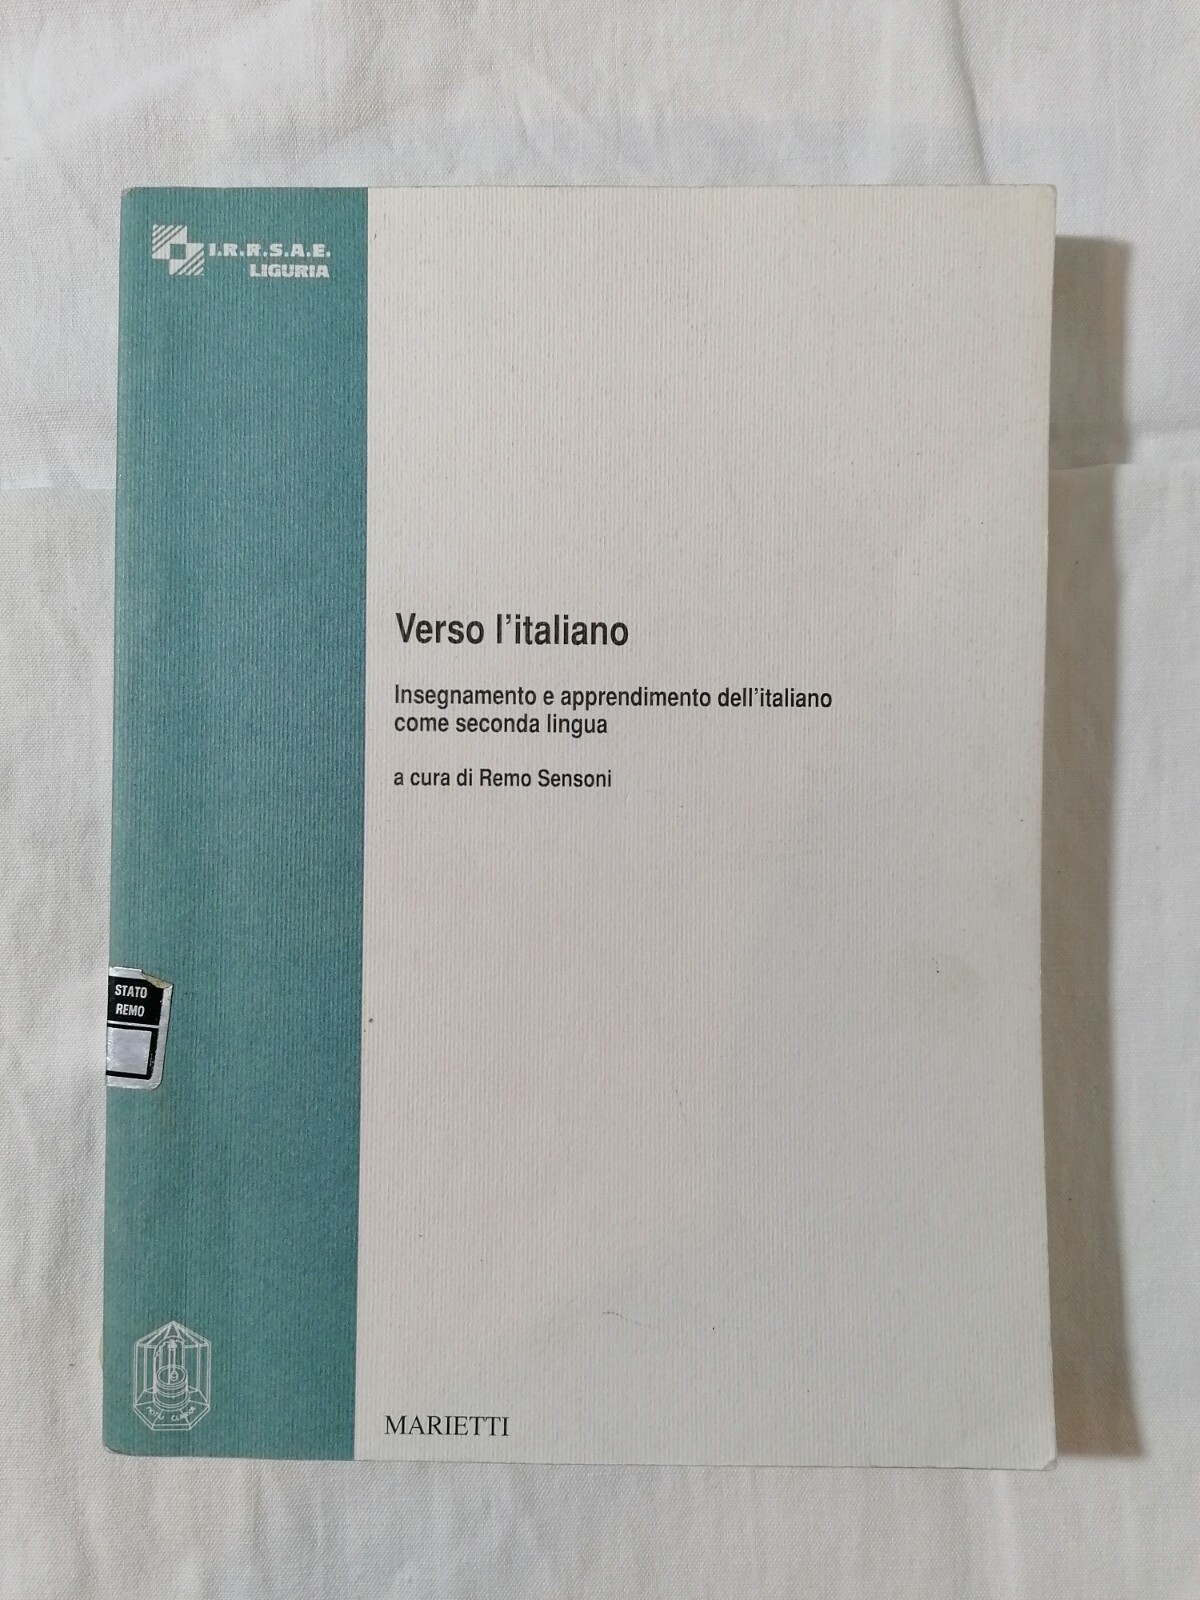 I.R.R.S.A.E.
LIGURIA
Verso l'italiano
Insegnamento e apprendimento dell'italiano
come seconda lingua
a cura di Remo Sensoni
STATO
REMO
MARIETTI